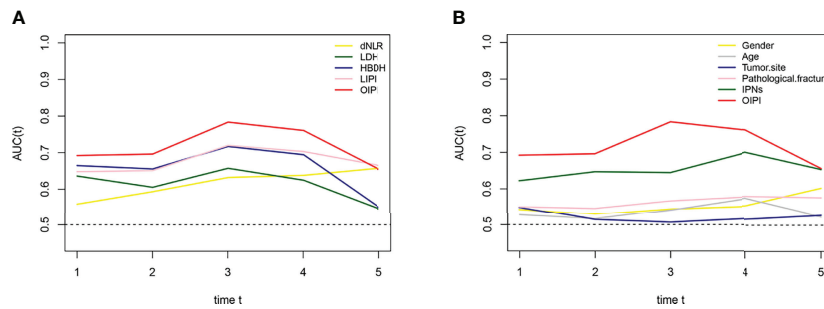 A
B
dNLR
LDH
HBDH
LIPI
OIPI
AUC(t)
1.0
0.9
0.8
0.7
0.6
0.5
1 2 3 4 5
time t
Gender
Age
Tumor.site
Pathological.fracture
IPNs
OIPI
AUC(t)
1.0
0.9
0.8
0.7
0.6
0.5
1 2 3 4 5
time t